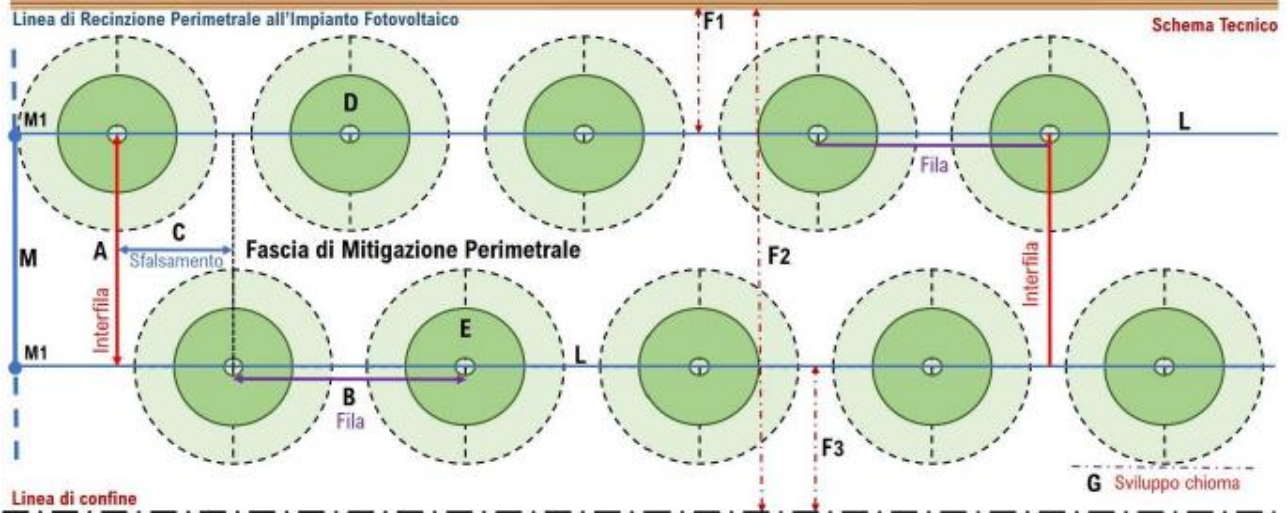 Linea di Recinzione Perimetrale all'Impianto Fotovoltaico
F1
Schema Tecnico
M1
D
L
Fila
A
C
Sfalsamento
Fascia di Mitigazione Perimetrale
M
F2
Interfila
Interfila
E
M1
L
B
Fila
F3
G Sviluppo chioma
Linea di confine